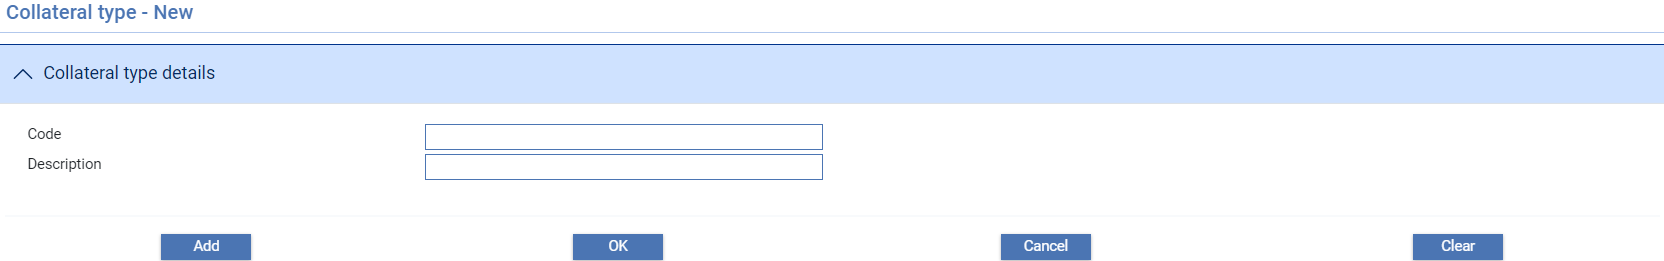 Collateral type - New
Collateral type details
Code
Description
Add OK Cancel Clear